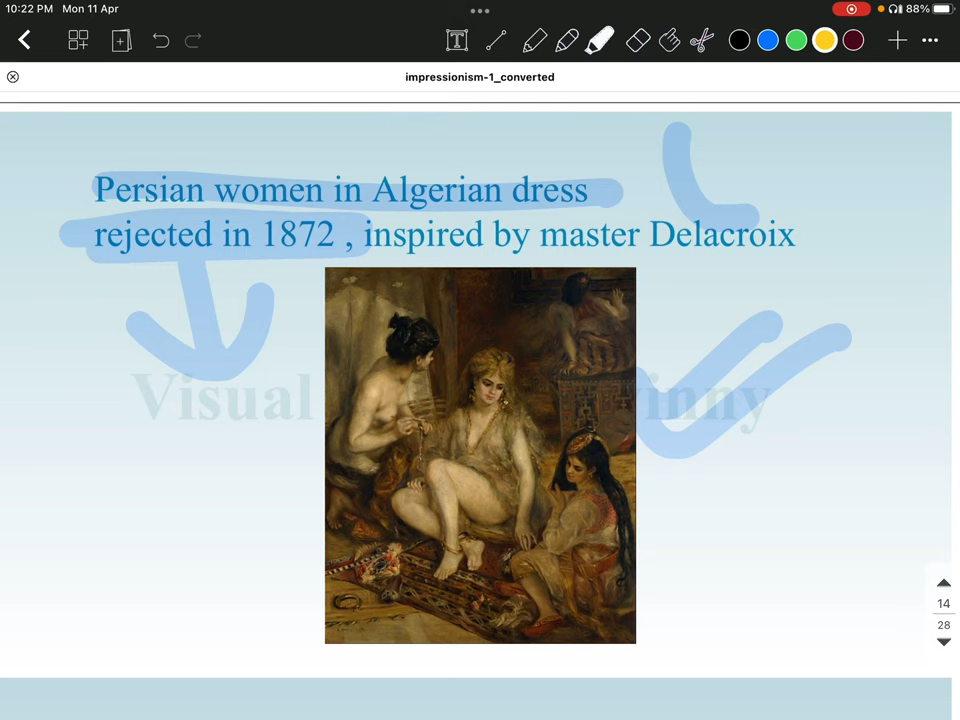 10:22 PM Mon 11 Apr
88%
impressionism-1_converted
Persian women in Algerian dress
rejected in 1872 , inspired by master Delacroix
Visual
14
28